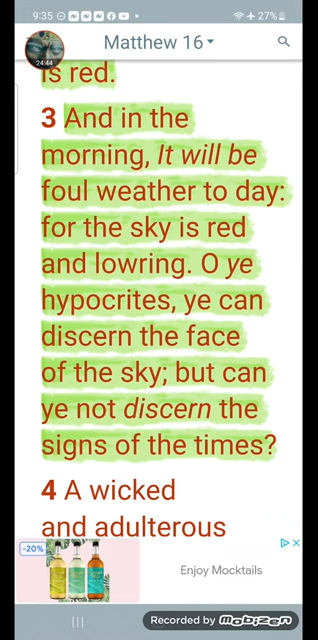 9:35
27%
Matthew 16
24:44
is red.
3 And in the
morning, It will be
foul weather to day:
for the sky is red
and lowring. O ye
hypocrites, ye can
discern the face
of the sky; but can
ye not discern the
signs of the times?
4 A wicked
and adulterous
-20%
Enjoy Mocktails
Recorded by mobizen